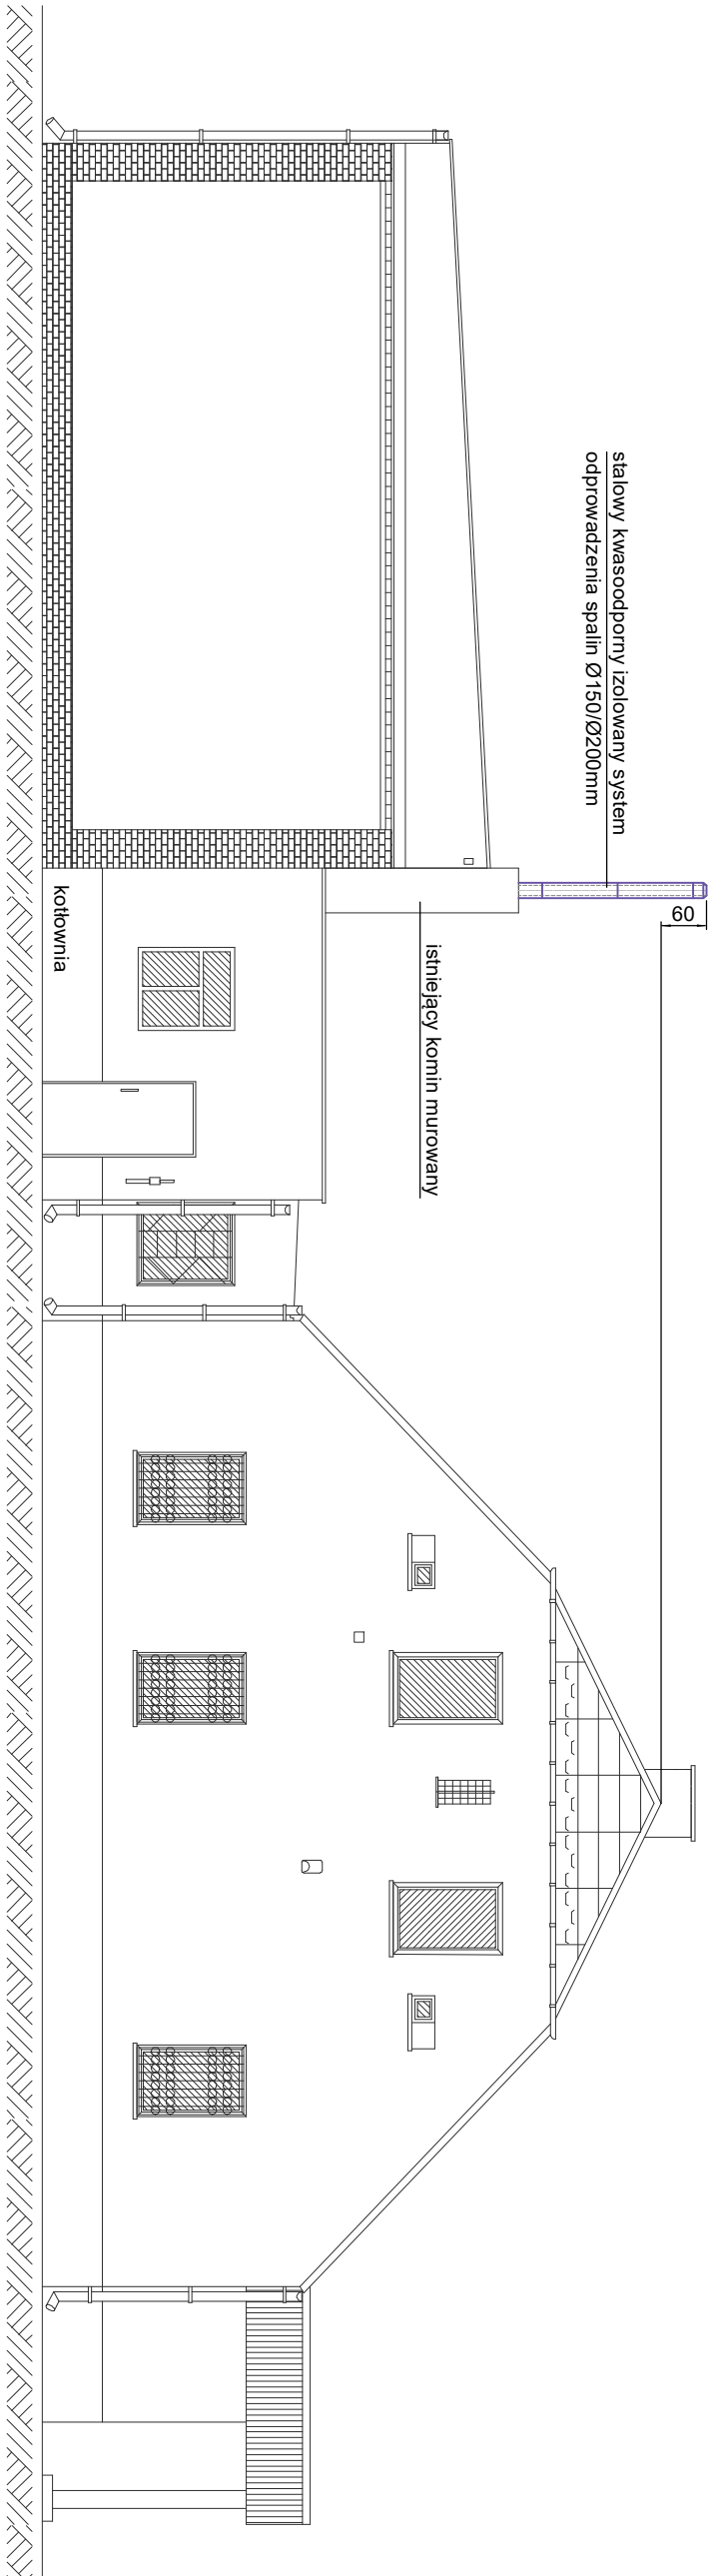 stalowy kwasoodporny izolowany system
odprowadzenia spalin Ø150/Ø200mm
60
istniejący komin murowany
kotłownia